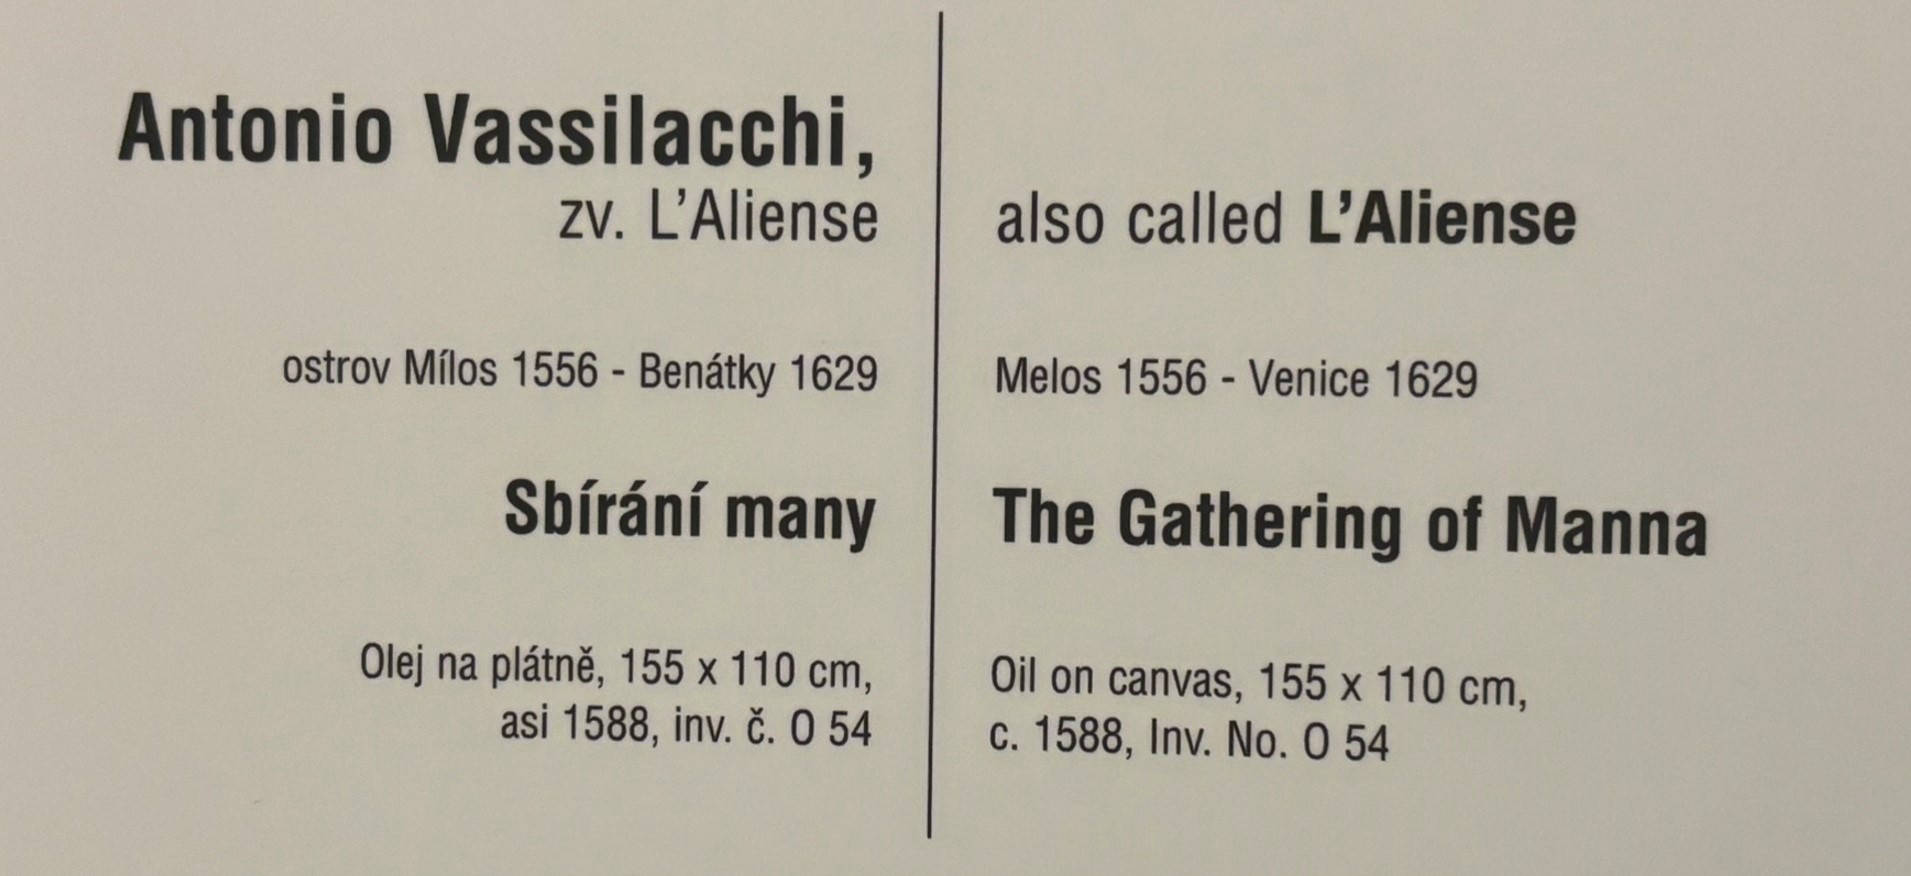 Antonio Vassilacchi,
zv. L'Aliense
ostrov Mílos 1556 - Benátky 1629
Sbírání many
Olej na plátně, 155 x 110 cm,
asi 1588, inv. č. O 54
also called L'Aliense
Melos 1556 - Venice 1629
The Gathering of Manna
Oil on canvas, 155 x 110 cm,
c. 1588, Inv. No. O 54